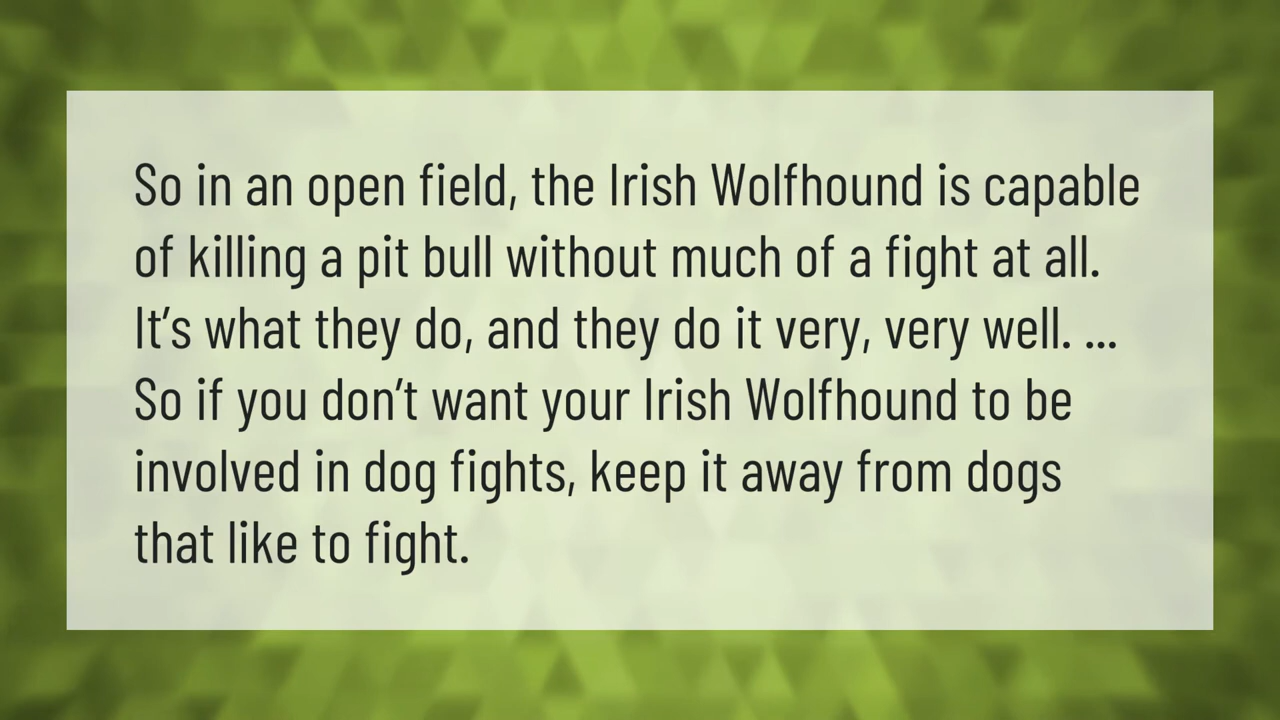 So in an open field, the Irish Wolfhound is capable
of killing a pit bull without much of a fight at all.
It’s what they do, and they do it very, very well. ...
So if you don’t want your Irish Wolfhound to be
involved in dog fights, keep it away from dogs
that like to fight.